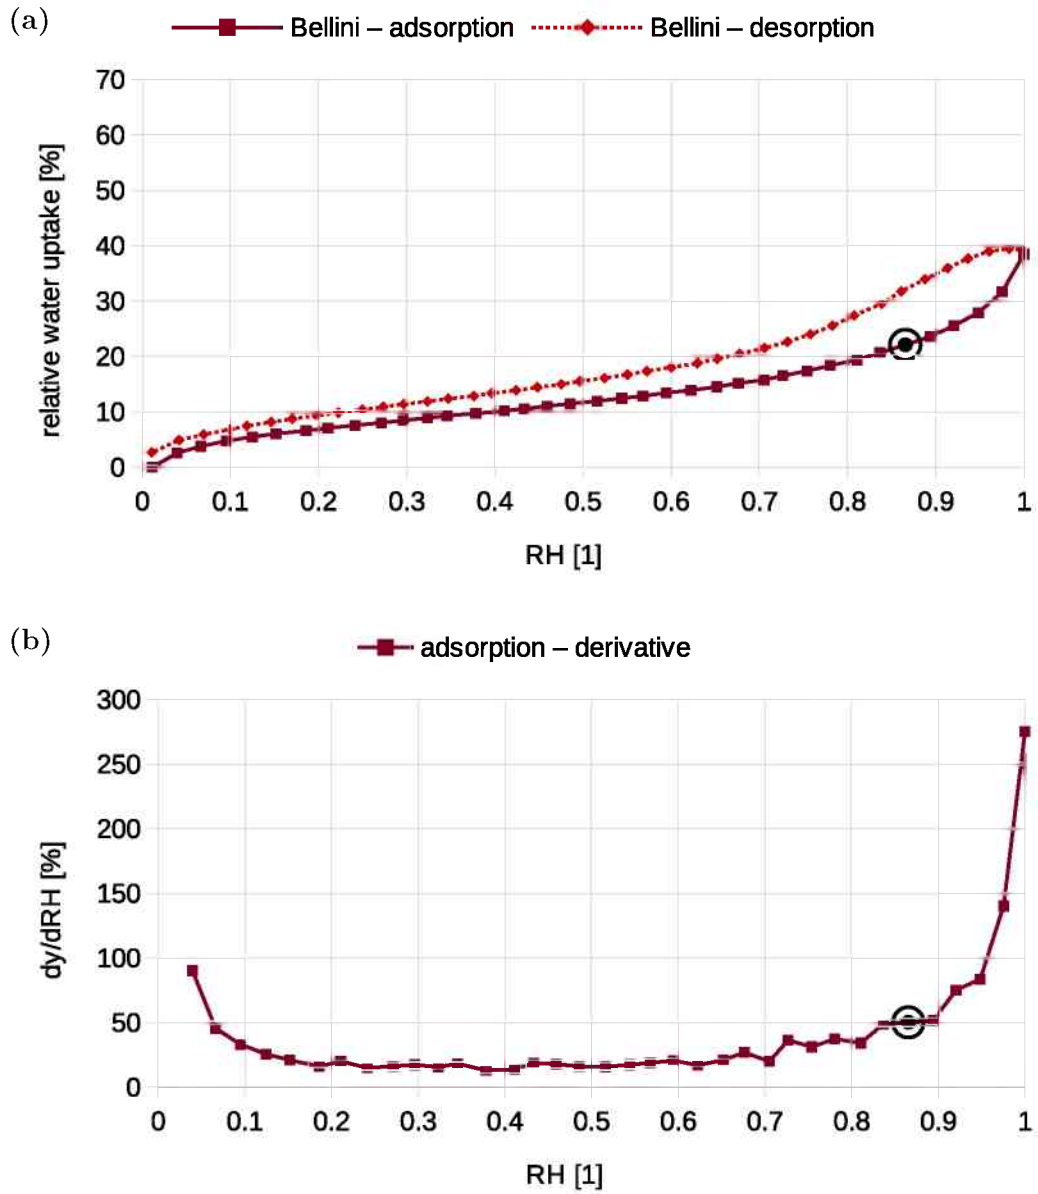 (a)
Bellini – adsorption Bellini – desorption
70
60
50
40
30
20
10
0
relative water uptake [%]
0 0.1 0.2 0.3 0.4 0.5 0.6 0.7 0.8 0.9 1
RH [1]
(b)
adsorption – derivative
300
250
200
150
100
50
0
dy/dRH [%]
0 0.1 0.2 0.3 0.4 0.5 0.6 0.7 0.8 0.9 1
RH [1]